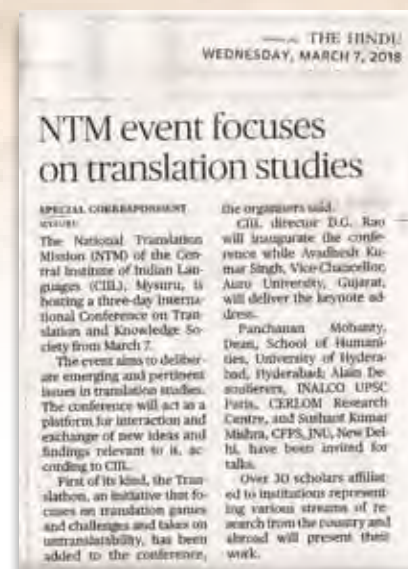 THE HINDU
WEDNESDAY, MARCH 7, 2018
NTM event focuses
on translation studies
SPECIAL CORRESPONDENT
MYSURU
The National Translation
Mission (NTM) of the Cen-
tral Institute of Indian Lan-
guages (CIIL), Mysuru, is
hosting a three-day interna-
tional Conference on Tran-
slation and Knowledge So-
ciety from March 7.
The event aims to deliber-
ate emerging and pertinent
issues in translation studies.
The conference will act as a
platform for interaction and
exchange of new ideas and
findings relevant to it, ac-
cording to CIIL.
First of its kind, the Tran-
slathon, an initiative that fo-
cuses on translation games
and challenges and takes on
untranslatability, has been
added to the conference,
the organisers said.
CIIL director D.G. Rao
will inaugurate the confe-
rence while Avadhesh Ku-
mar Singh, Vice-Chancellor,
Auro University, Gujarat,
will deliver the keynote ad-
dress.
Panchanan Mohanty,
Dean, School of Humani-
ties, University of Hydera-
bad, Hyderabad; Alain De-
soulierers, INALCO UPSC
Paris, CERLOM Research
Centre, and Sushant Kumar
Mishra, CFFS, JNU, New Del-
hi, have been invited for
talks.
Over 30 scholars affiliat-
ed to institutions represent-
ing various streams of re-
search from the country and
abroad will present their
work.